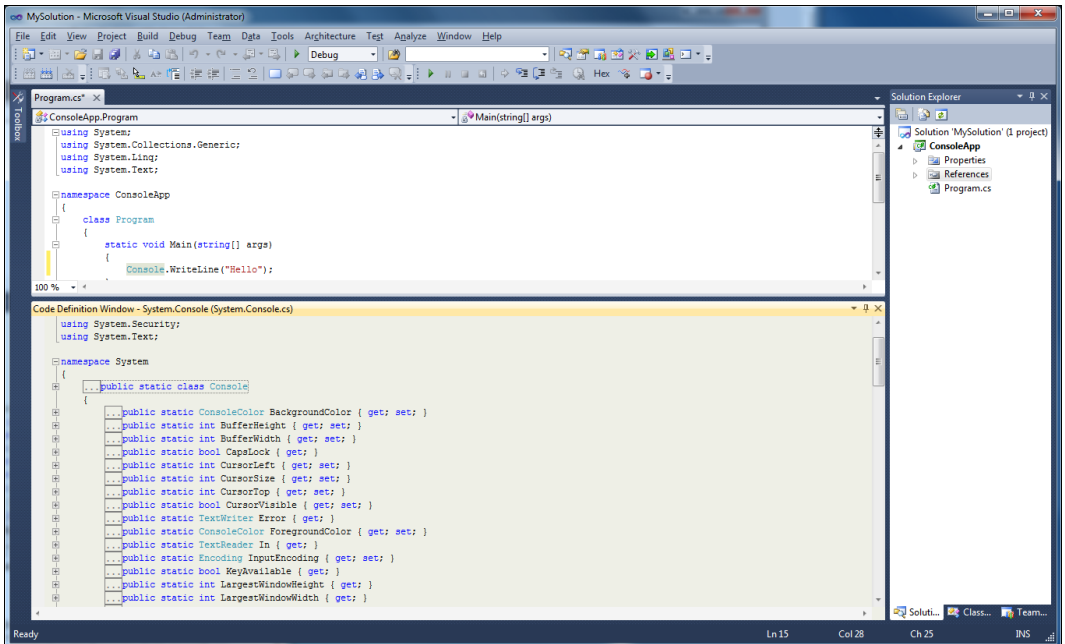 MySolution - Microsoft Visual Studio (Administrator)
File Edit View Project Build Debug Team Data Tools Architecture Test Analyze Window Help
Debug
Hex
Toolbox
Program.cs* ×
ConsoleApp.Program
Main(string[] args)
using System;
using System.Collections.Generic;
using System.Linq;
using System.Text;
namespace ConsoleApp
{
class Program
{
static void Main(string[] args)
{
Console.WriteLine("Hello");
100 %
Code Definition Window - System.Console (System.Console.cs)
using System.Security;
using System.Text;
namespace System
{
...public static class Console
{
...public static ConsoleColor BackgroundColor { get; set; }
...public static int BufferHeight { get; set; }
...public static int BufferWidth { get; set; }
...public static bool CapsLock { get; }
...public static int CursorLeft { get; set; }
...public static int CursorSize { get; set; }
...public static int CursorTop { get; set; }
...public static bool CursorVisible { get; set; }
...public static TextWriter Error { get; }
...public static ConsoleColor ForegroundColor { get; set; }
...public static TextReader In { get; }
...public static Encoding InputEncoding { get; set; }
...public static bool KeyAvailable { get; }
...public static int LargestWindowHeight { get; }
...public static int LargestWindowWidth { get; }
Solution Explorer
Solution 'MySolution' (1 project)
ConsoleApp
Properties
References
Program.cs
Soluti... Class... Team...
Ready Ln 15 Col 28 Ch 25 INS